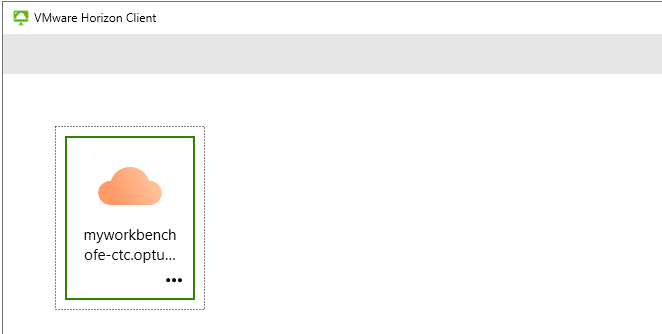 VMware Horizon Client
myworkbench
ofe-ctc.optu...